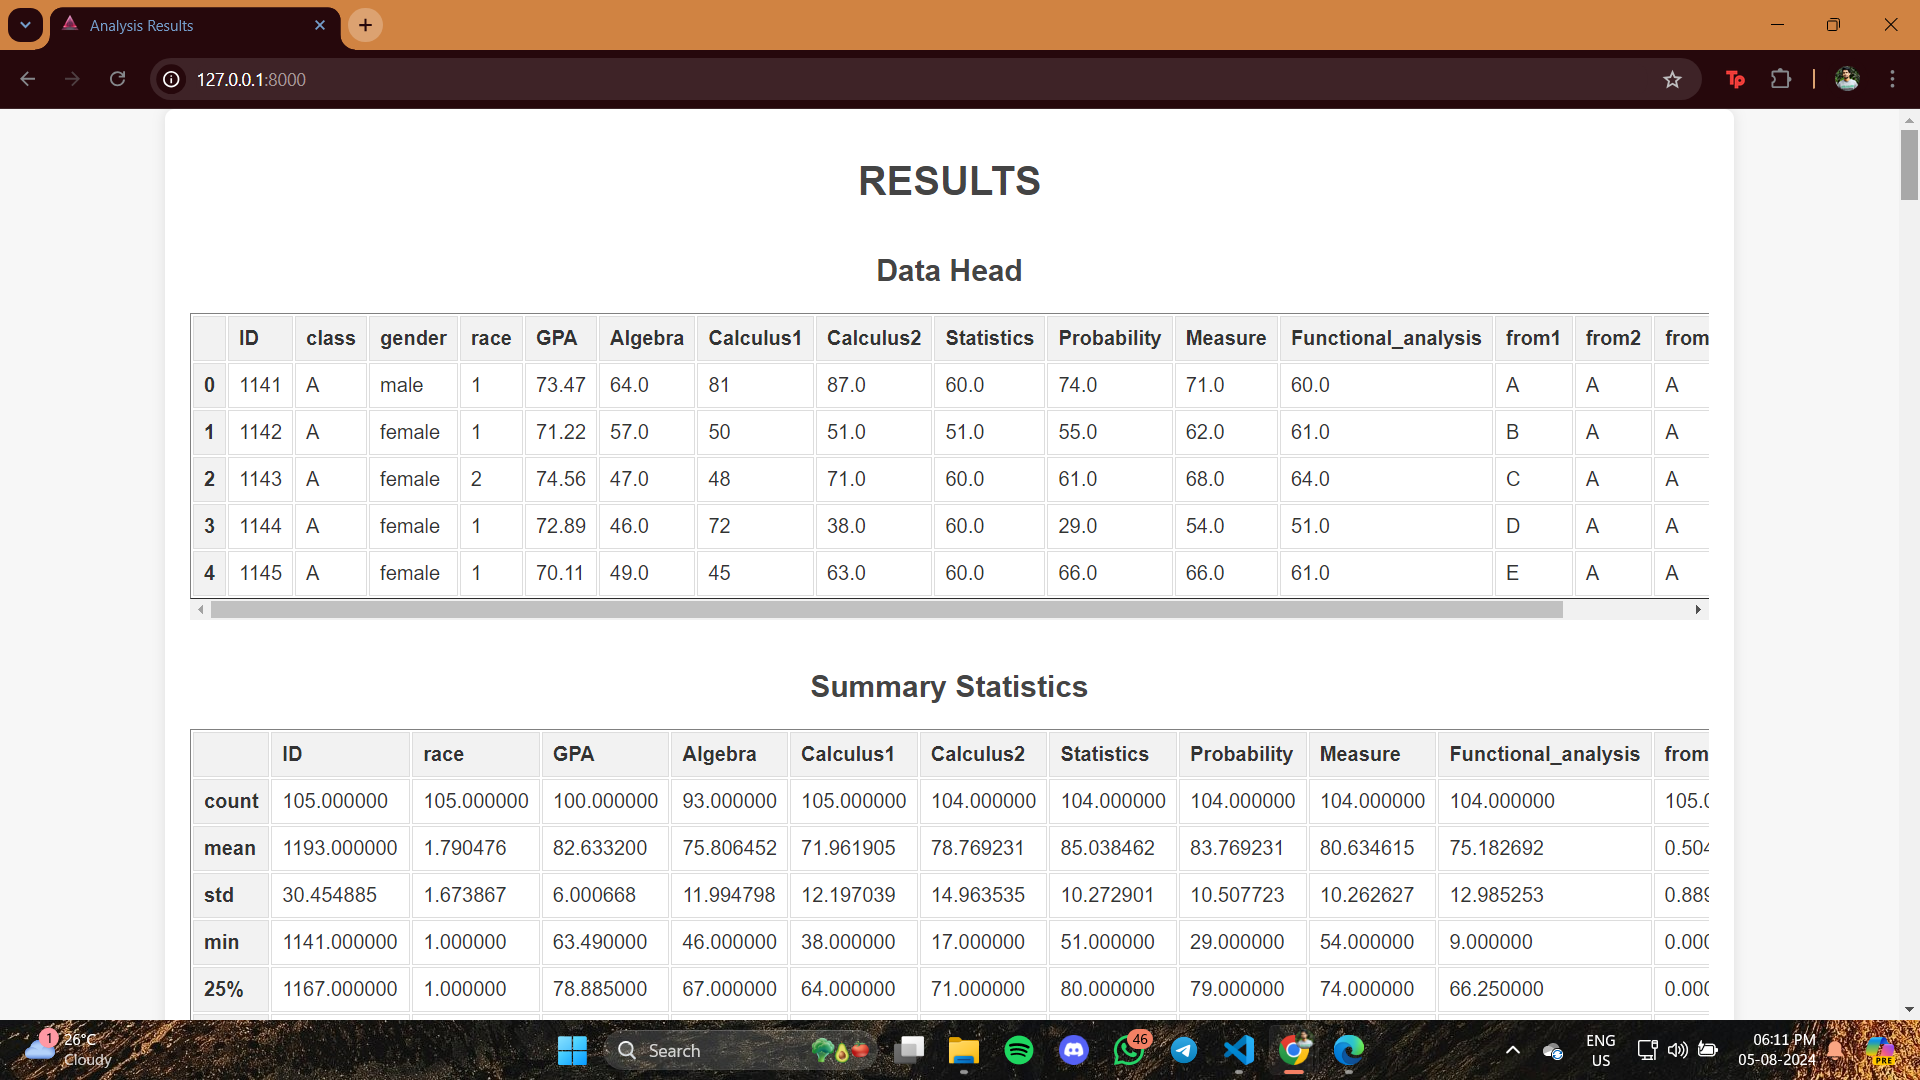 Analysis Results
127.0.0.1:8000
Tp
RESULTS
Data Head
ID class gender race GPA Algebra Calculus1 Calculus2 Statistics Probability Measure Functional_analysis from1 from2 from
0 1141 A male 1 73.47 64.0 81 87.0 60.0 74.0 71.0 60.0 A A A
1 1142 A female 1 71.22 57.0 50 51.0 51.0 55.0 62.0 61.0 B A A
2 1143 A female 2 74.56 47.0 48 71.0 60.0 61.0 68.0 64.0 C A A
3 1144 A female 1 72.89 46.0 72 38.0 60.0 29.0 54.0 51.0 D A A
4 1145 A female 1 70.11 49.0 45 63.0 60.0 66.0 66.0 61.0 E A A
Summary Statistics
ID race GPA Algebra Calculus1 Calculus2 Statistics Probability Measure Functional_analysis from
count 105.000000 105.000000 100.000000 93.000000 105.000000 104.000000 104.000000 104.000000 104.000000 104.000000 105.0
mean 1193.000000 1.790476 82.633200 75.806452 71.961905 78.769231 85.038462 83.769231 80.634615 75.182692 0.504
std 30.454885 1.673867 6.000668 11.994798 12.197039 14.963535 10.272901 10.507723 10.262627 12.985253 0.889
min 1141.000000 1.000000 63.490000 46.000000 38.000000 17.000000 51.000000 29.000000 54.000000 9.000000 0.000
25% 1167.000000 1.000000 78.885000 67.000000 64.000000 71.000000 80.000000 79.000000 74.000000 66.250000 0.000
1
26°C
Cloudy
Search
46
ENG
US
06:11 PM
05-08-2024
PRE